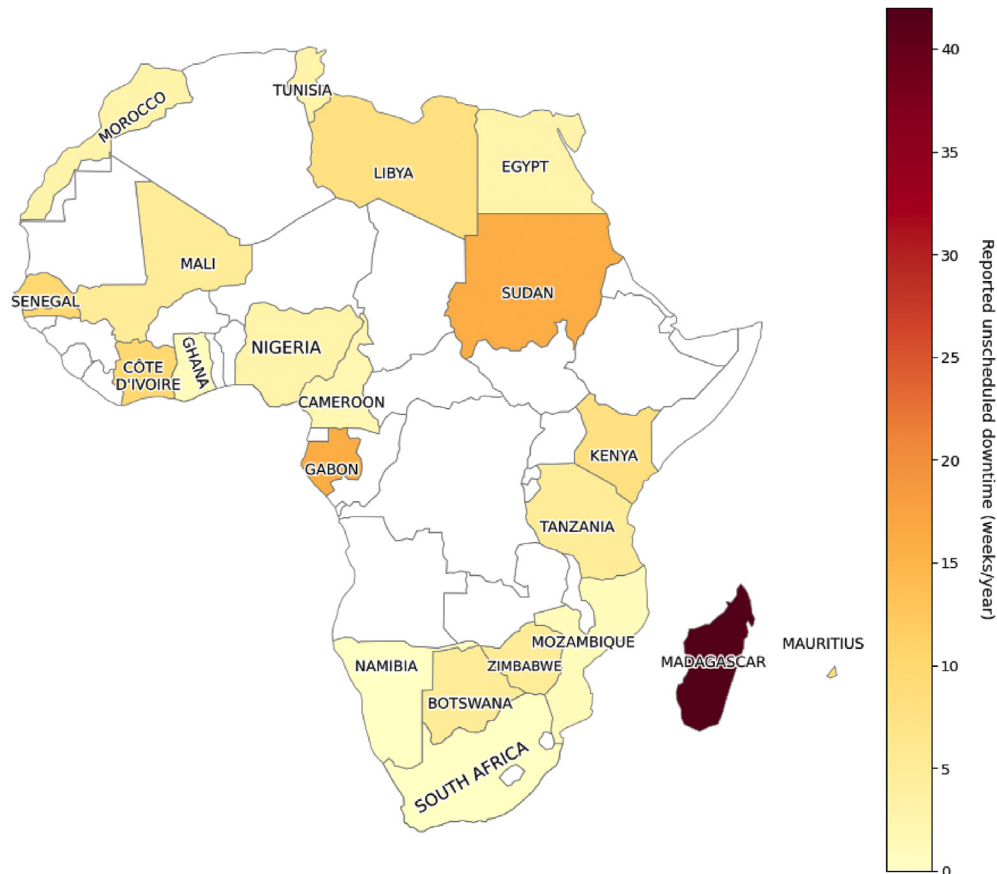 TUNISIA
MOROCCO
LIBYA
EGYPT
MALI
SENEGAL
SUDAN
NIGERIA
GHANA
CÔTE
D'IVOIRE
CAMEROON
GABON
KENYA
TANZANIA
MOZAMBIQUE
MAURITIUS
NAMIBIA
ZIMBABWE
MADAGASCAR
BOTSWANA
SOUTH AFRICA
40
35
30
25
20
15
10
5
0
Reported unscheduled downtime (weeks/year)